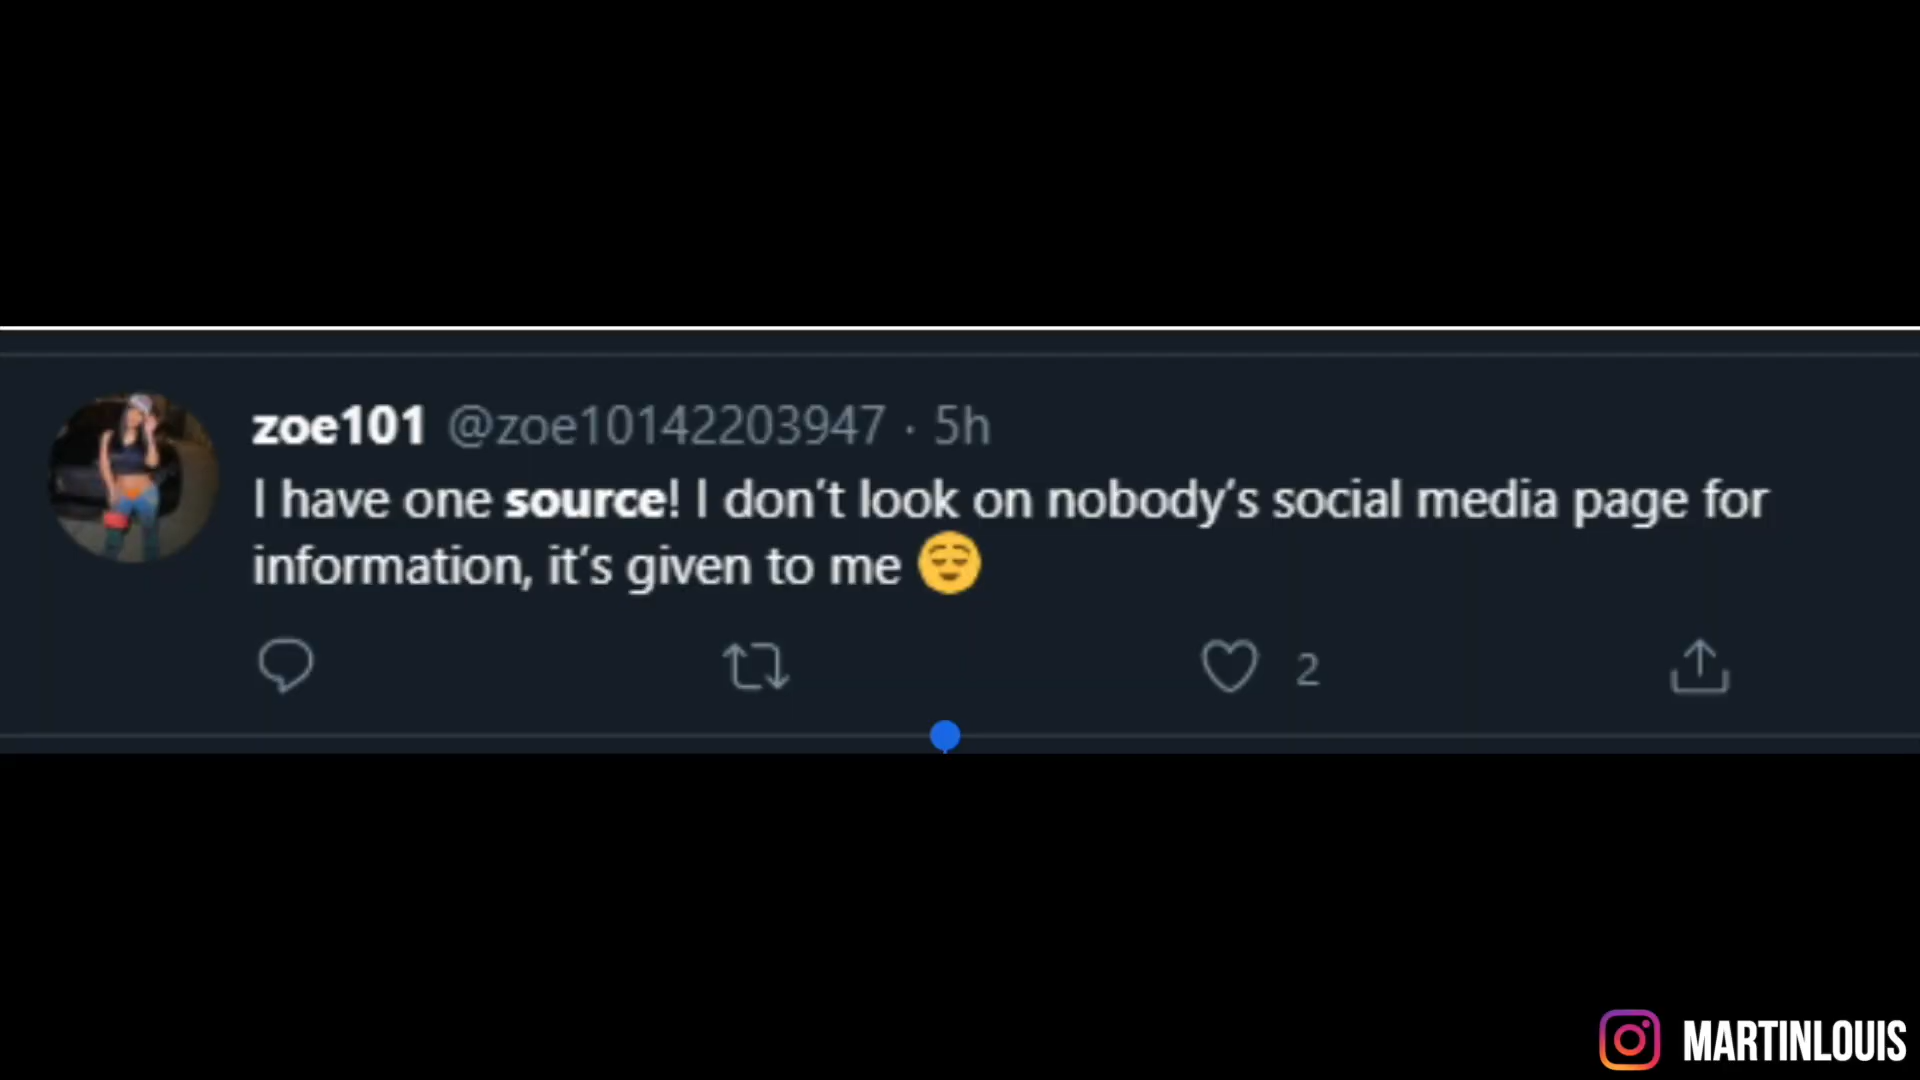 zoe101 @zoe10142203947 · 5h
I have one source! I don’t look on nobody’s social media page for
information, it’s given to me 😌
2
MARTINLOUIS